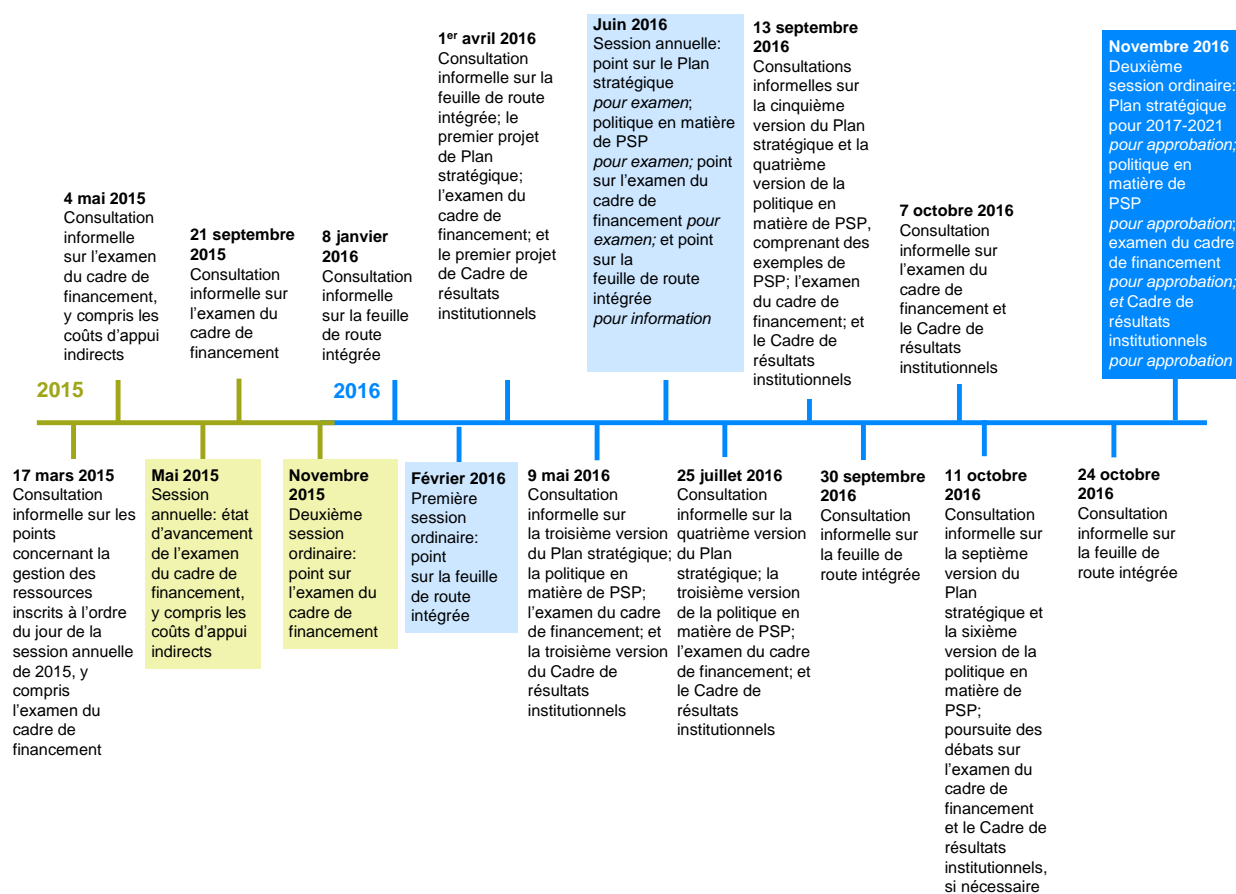 1er avril 2016
Consultation
informelle sur la
feuille de route
intégrée; le
premier projet
de Plan
stratégique;
l'examen du
cadre de
financement; et
le premier projet
de Cadre de
résultats
institutionnels
Juin 2016
Session annuelle:
point sur le Plan
stratégique
pour examen;
politique en matière
de PSP
pour examen; point
sur l'examen du
cadre de
financement pour
examen; et point
sur la
feuille de route
intégrée
pour information
13 septembre
2016
Consultations
informelles sur
la cinquième
version du Plan
stratégique et la
quatrième
version de la
politique en
matière de PSP,
comprenant des
exemples de
PSP; l'examen
du cadre de
financement; et
le Cadre de
résultats
institutionnels
Novembre 2016
Deuxième
session ordinaire:
Plan stratégique
pour 2017-2021
pour approbation;
politique en
matière de
PSP
pour approbation;
examen du cadre
de financement
pour approbation;
et Cadre de
résultats
institutionnels
pour approbation
4 mai 2015
Consultation
informelle
sur l'examen
du cadre de
financement,
y compris les
coûts d'appui
indirects
21 septembre
2015
Consultation
informelle sur
l'examen du
cadre de
financement
8 janvier
2016
Consultation
informelle
sur la feuille
de route
intégrée
7 octobre 2016
Consultation
informelle sur
l'examen du
cadre de
financement et
le Cadre de
résultats
institutionnels
2015
2016
17 mars 2015
Consultation
informelle sur les
points
concernant la
gestion des
ressources
inscrits à l'ordre
du jour de la
session annuelle
de 2015, y
compris
l'examen du
cadre de
financement
Mai 2015
Session
annuelle: état
d'avancement
de l'examen
du cadre de
financement,
y compris les
coûts d'appui
indirects
Novembre
2015
Deuxième
session
ordinaire:
point sur
l'examen du
cadre de
financement
Février 2016
Première
session
ordinaire:
point
sur la feuille
de route
intégrée
9 mai 2016
Consultation
informelle sur
la troisième version
du Plan stratégique;
la politique en
matière de PSP;
l'examen du cadre
de financement; et
la troisième version
du Cadre de
résultats
institutionnels
25 juillet 2016
Consultation
informelle sur la
quatrième version
du Plan
stratégique; la
troisième version
de la politique en
matière de PSP;
l'examen du cadre
de financement; et
le Cadre de
résultats
institutionnels
30 septembre
2016
Consultation
informelle sur
la feuille de
route intégrée
11 octobre
2016
Consultation
informelle sur
la septième
version du
Plan
stratégique et
la sixième
version de la
politique en
matière de
PSP;
poursuite des
débats sur
l'examen du
cadre de
financement
et le Cadre de
résultats
institutionnels,
si nécessaire
24 octobre
2016
Consultation
informelle sur
la feuille de
route intégrée